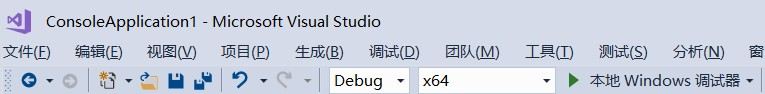 ConsoleApplication1 - Microsoft Visual Studio
文件(F) 编辑(E) 视图(V) 项目(P) 生成(B) 调试(D) 团队(M) 工具(T) 测试(S) 分析(N) 窗
Debug x64 本地 Windows 调试器